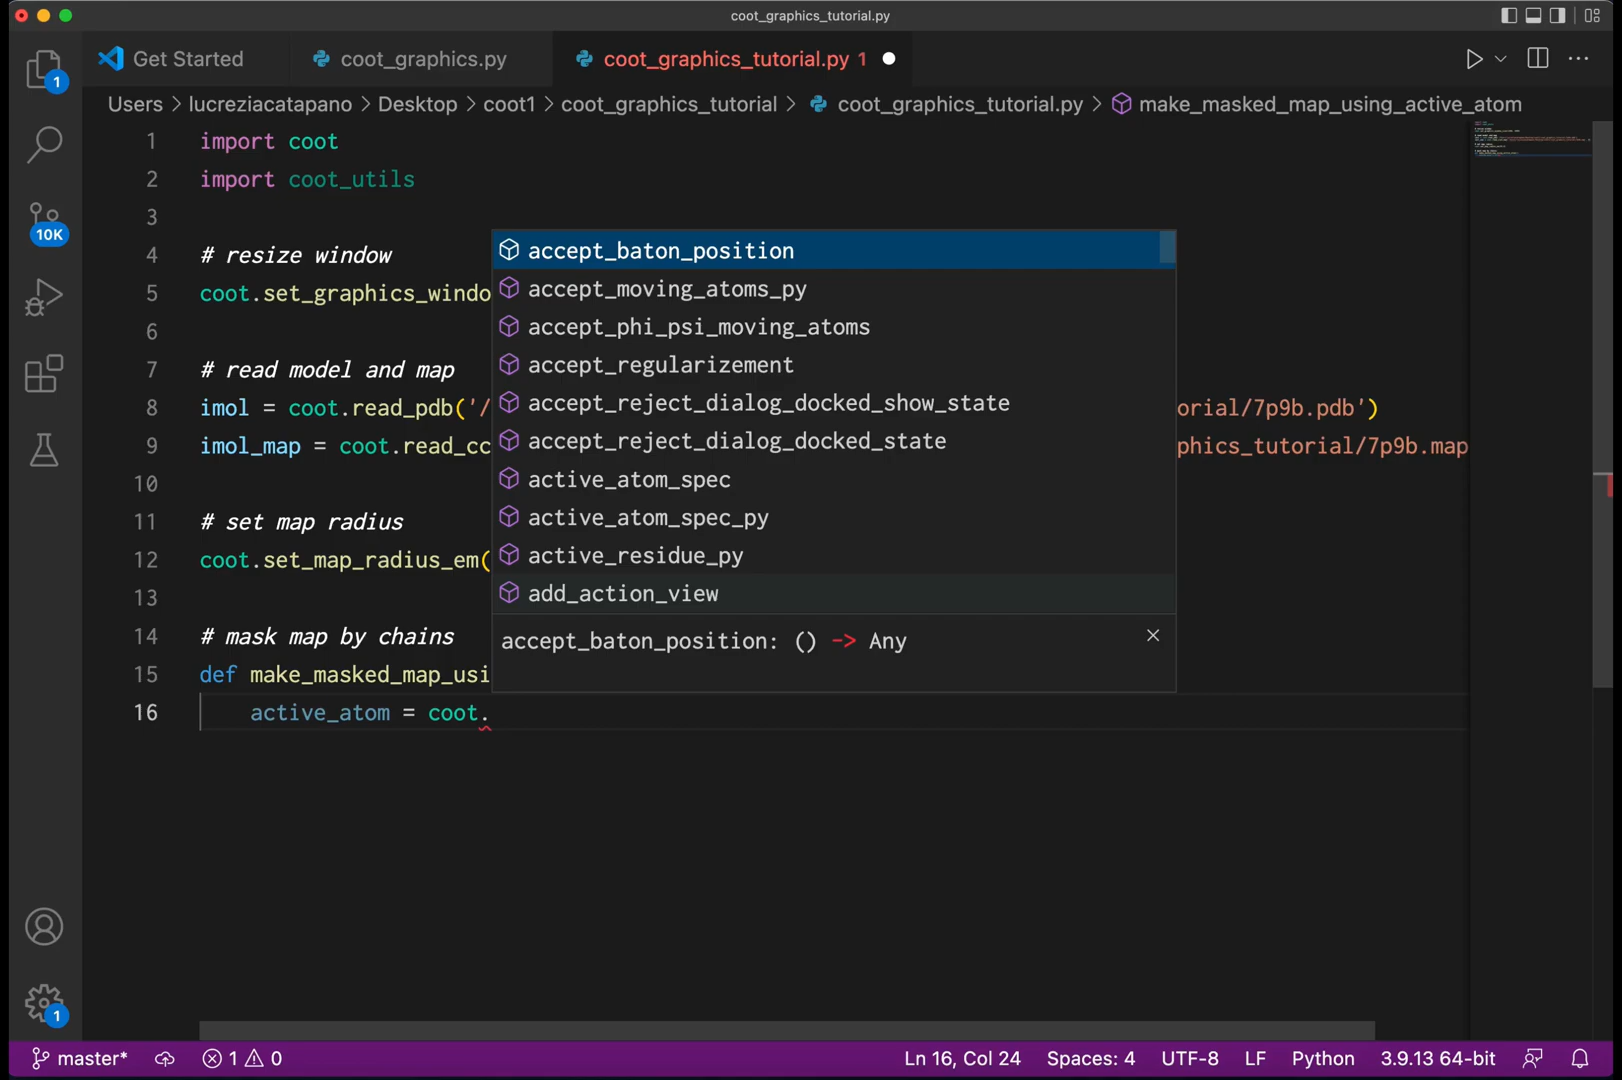 coot_graphics_tutorial.py
Get Started
coot_graphics.py
coot_graphics_tutorial.py 1
Users > lucreziacatapano > Desktop > coot1 > coot_graphics_tutorial > coot_graphics_tutorial.py > make_masked_map_using_active_atom
1
10K
1
1 import coot
2 import coot_utils
3
4 # resize window
5 coot.set_graphics_windo
6
7 # read model and map
8 imol = coot.read_pdb('/ orial/7p9b.pdb')
9 imol_map = coot.read_cc phics_tutorial/7p9b.map
10
11 # set map radius
12 coot.set_map_radius_em(
13
14 # mask map by chains
15 def make_masked_map_usi
16 active_atom = coot.
accept_baton_position
accept_moving_atoms_py
accept_phi_psi_moving_atoms
accept_regularizement
accept_reject_dialog_docked_show_state
accept_reject_dialog_docked_state
active_atom_spec
active_atom_spec_py
active_residue_py
add_action_view
accept_baton_position: () -> Any
master* 1 0 Ln 16, Col 24 Spaces: 4 UTF-8 LF Python 3.9.13 64-bit